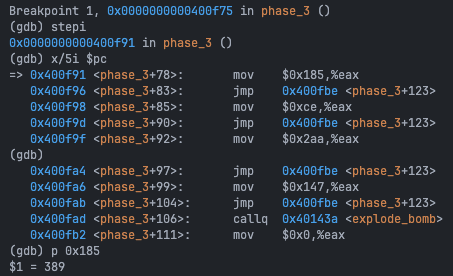 Breakpoint 1, 0x0000000000400f75 in phase_3 ()
(gdb) stepi
0x0000000000400f91 in phase_3 ()
(gdb) x/5i $pc
=> 0x400f91 <phase_3+78>: mov $0x185,%eax
0x400f96 <phase_3+83>: jmp 0x400fbe <phase_3+123>
0x400f98 <phase_3+85>: mov $0xce,%eax
0x400f9d <phase_3+90>: jmp 0x400fbe <phase_3+123>
0x400f9f <phase_3+92>: mov $0x2aa,%eax
(gdb)
0x400fa4 <phase_3+97>: jmp 0x400fbe <phase_3+123>
0x400fa6 <phase_3+99>: mov $0x147,%eax
0x400fab <phase_3+104>: jmp 0x400fbe <phase_3+123>
0x400fad <phase_3+106>: callq 0x40143a <explode_bomb>
0x400fb2 <phase_3+111>: mov $0x0,%eax
(gdb) p 0x185
$1 = 389